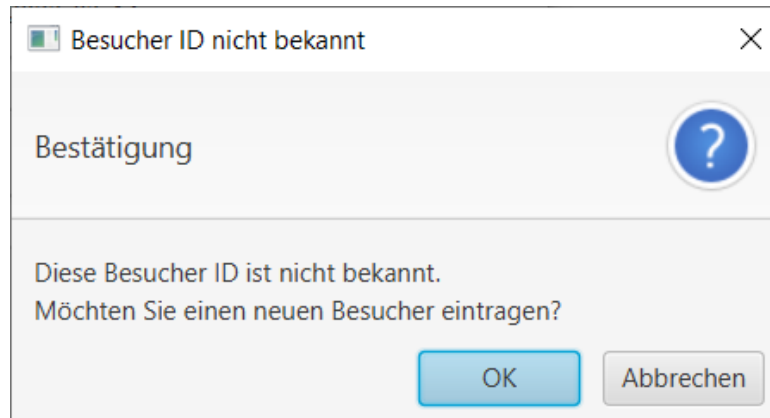 Besucher ID nicht bekannt
Bestätigung
?
Diese Besucher ID ist nicht bekannt.
Möchten Sie einen neuen Besucher eintragen?
OK
Abbrechen